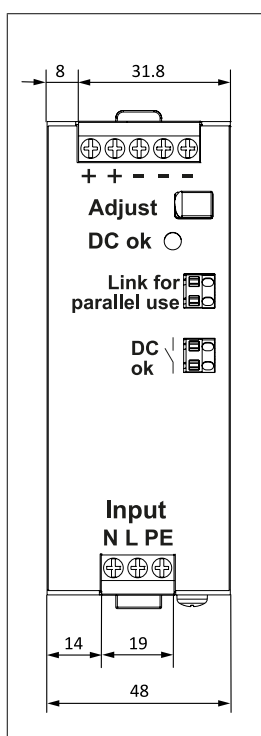 8 31.8
+ + - - -
Adjust
DC ok
Link for
parallel use
DC
ok
Input
N L PE
14 19
48